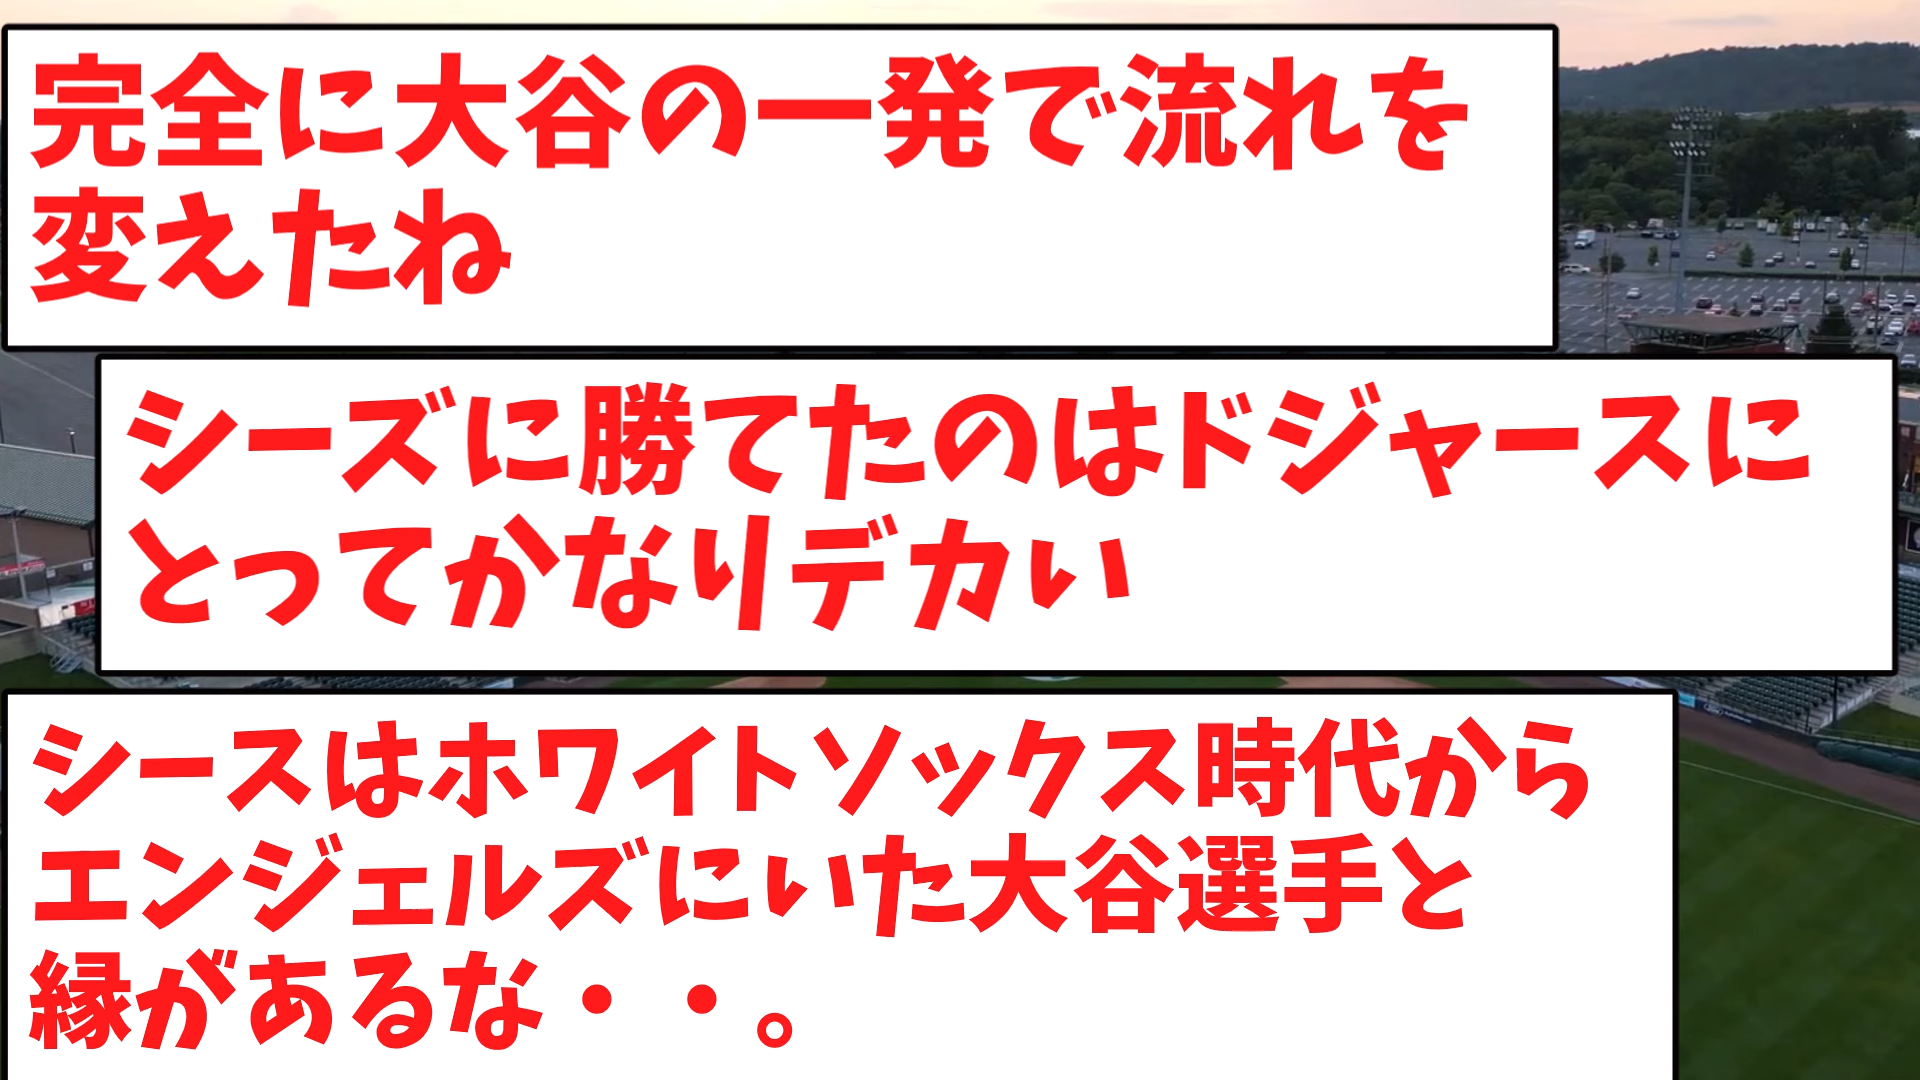 完全に大谷の一発で流れを
変えたね
シーズに勝てたのはドジャースに
とってかなりデカい
シースはホワイトソックス時代から
エンジェルズにいた大谷選手と
縁があるな・・。